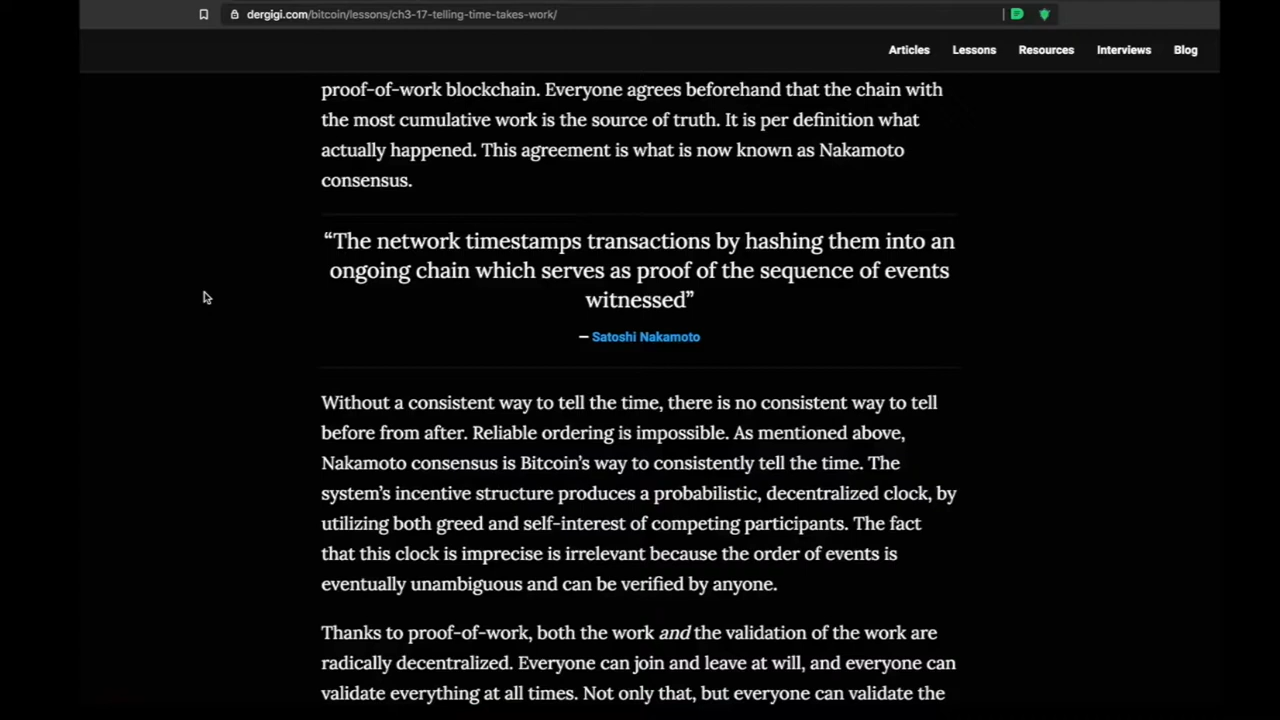 dergigi.com/bitcoin/lessons/ch3-17-telling-time-takes-work/
Articles Lessons Resources Interviews Blog
proof-of-work blockchain. Everyone agrees beforehand that the chain with
the most cumulative work is the source of truth. It is per definition what
actually happened. This agreement is what is now known as Nakamoto
consensus.
“The network timestamps transactions by hashing them into an
ongoing chain which serves as proof of the sequence of events
witnessed”
— Satoshi Nakamoto
Without a consistent way to tell the time, there is no consistent way to tell
before from after. Reliable ordering is impossible. As mentioned above,
Nakamoto consensus is Bitcoin’s way to consistently tell the time. The
system’s incentive structure produces a probabilistic, decentralized clock, by
utilizing both greed and self-interest of competing participants. The fact
that this clock is imprecise is irrelevant because the order of events is
eventually unambiguous and can be verified by anyone.
Thanks to proof-of-work, both the work and the validation of the work are
radically decentralized. Everyone can join and leave at will, and everyone can
validate everything at all times. Not only that, but everyone can validate the